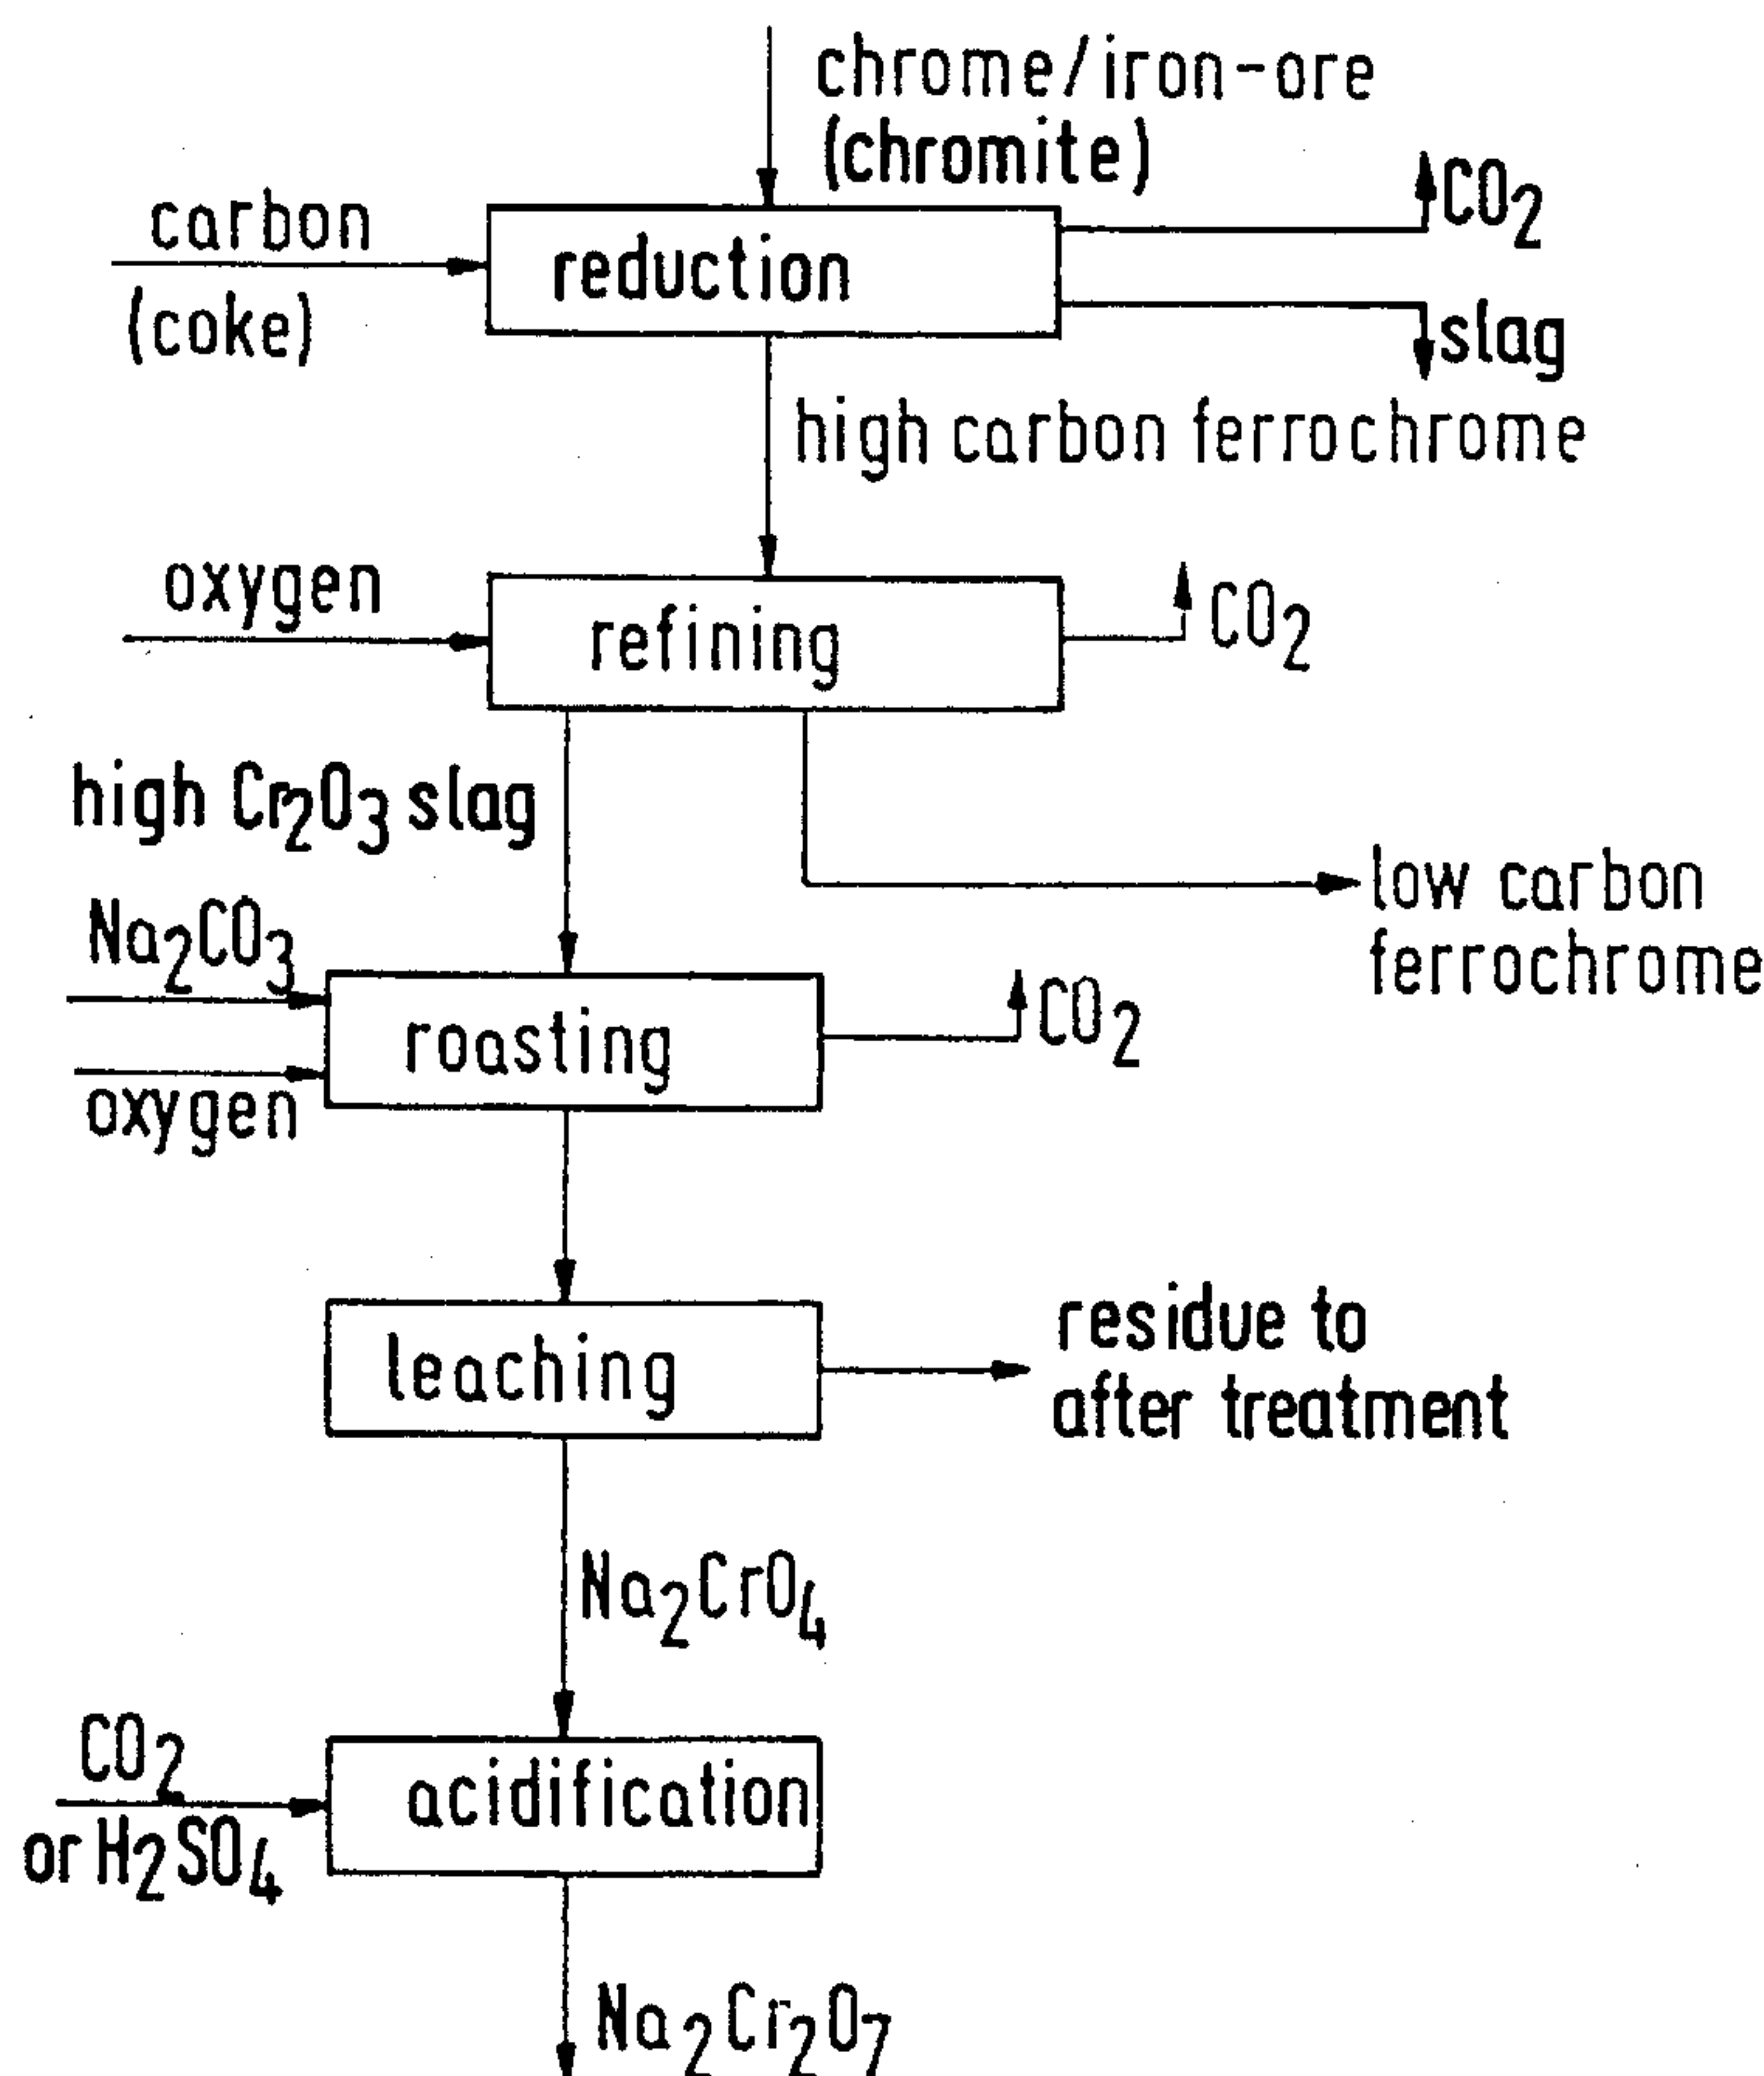 chrome/iron-ore
(chromite)
CO2
carbon
(coke)
reduction
slag
high carbon ferrochrome
oxygen
refining
CO2
high Cr2O3 slag
low carbon
ferrochrome
Na2CO3
roasting
CO2
oxygen
leaching
residue to
after treatment
Na2CrO4
CO2
or H2SO4
acidification
Na2Cr2O7